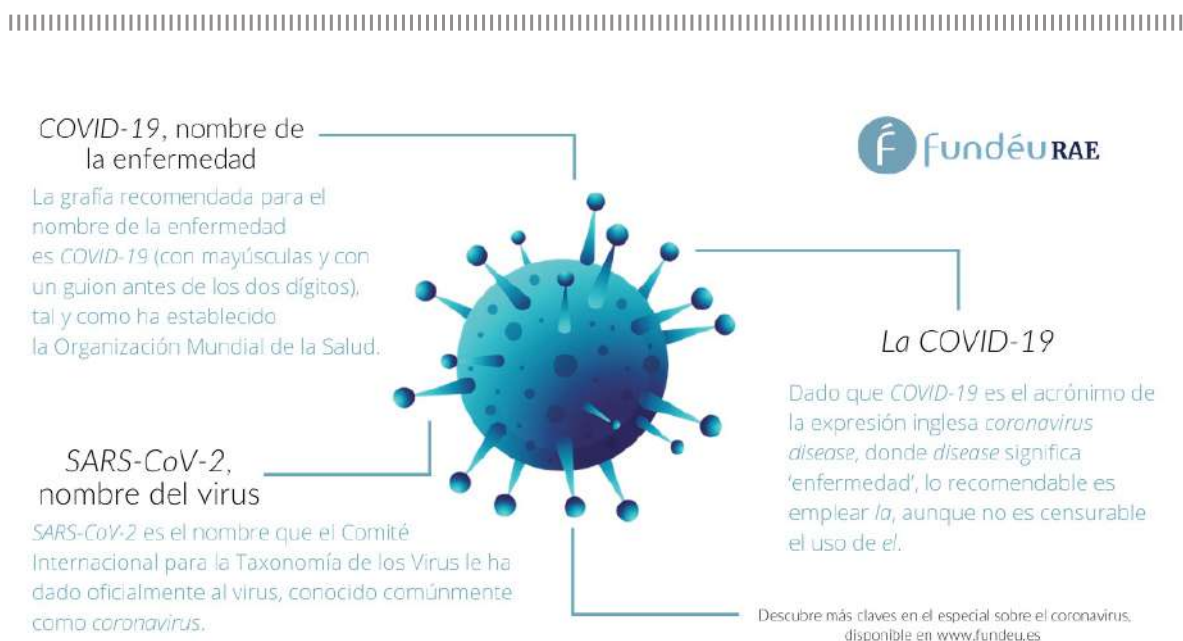 COVID-19, nombre de
la enfermedad
La grafía recomendada para el
nombre de la enfermedad
es COVID-19 (con mayúsculas y con
un guion antes de los dos dígitos),
tal y como ha establecido
la Organización Mundial de la Salud.
SARS-CoV-2,
nombre del virus
SARS-CoV-2 es el nombre que el Comité
Internacional para la Taxonomía de los Virus le ha
dado oficialmente al virus, conocido comúnmente
como coronavirus.
FundéuRAE
La COVID-19
Dado que COVID-19 es el acrónimo de
la expresión inglesa coronavirus
disease, donde disease significa
‘enfermedad’, lo recomendable es
emplear la, aunque no es censurable
el uso de el.
Descubre más claves en el especial sobre el coronavirus,
disponible en www.fundeu.es